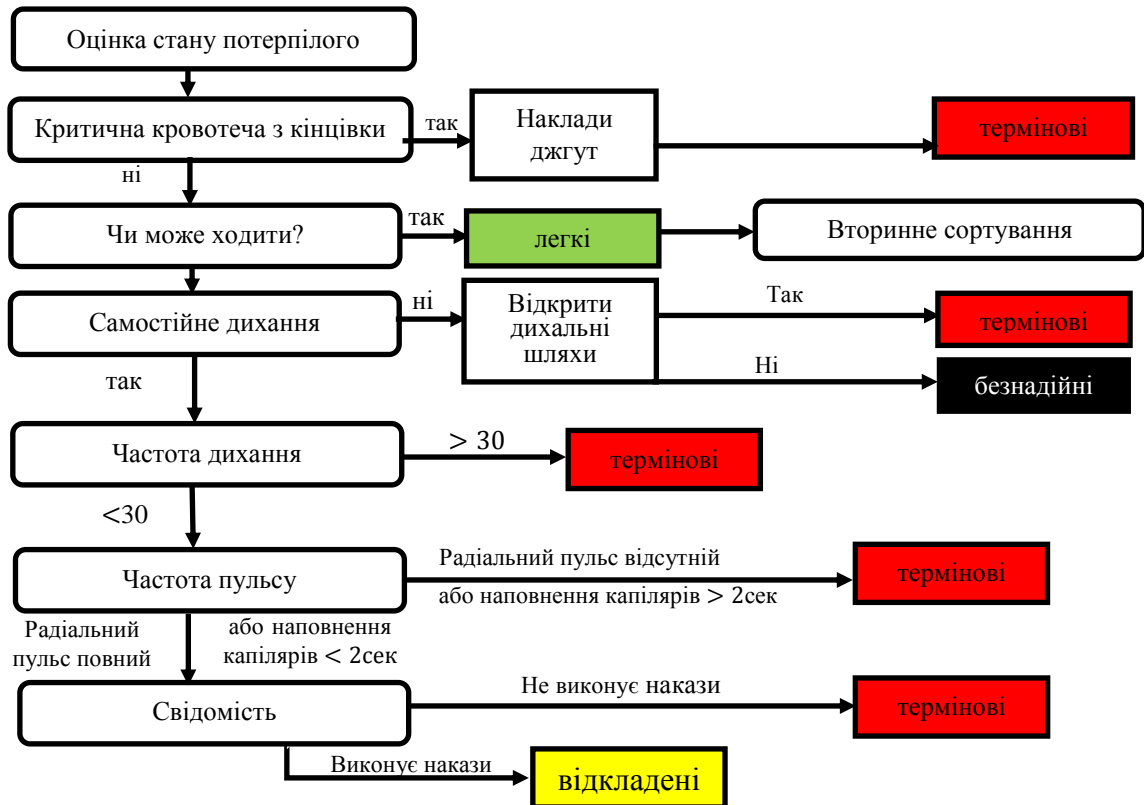 Оцінка стану потерпілого
Критична кровотеча з кінцівки
так
Наклади
джгут
термінові
ні
Чи може ходити?
так
легкі
Вторинне сортування
Самостійне дихання
ні
Відкрити
дихальні
шляхи
Так
термінові
Ні
безнадійні
так
Частота дихання
> 30
термінові
<30
Частота пульсу
Радіальний пульс відсутній
або наповнення капілярів > 2сек
термінові
Радіальний
пульс повний
або наповнення
капілярів < 2сек
Свідомість
Не виконує накази
термінові
Виконує накази
відкладені